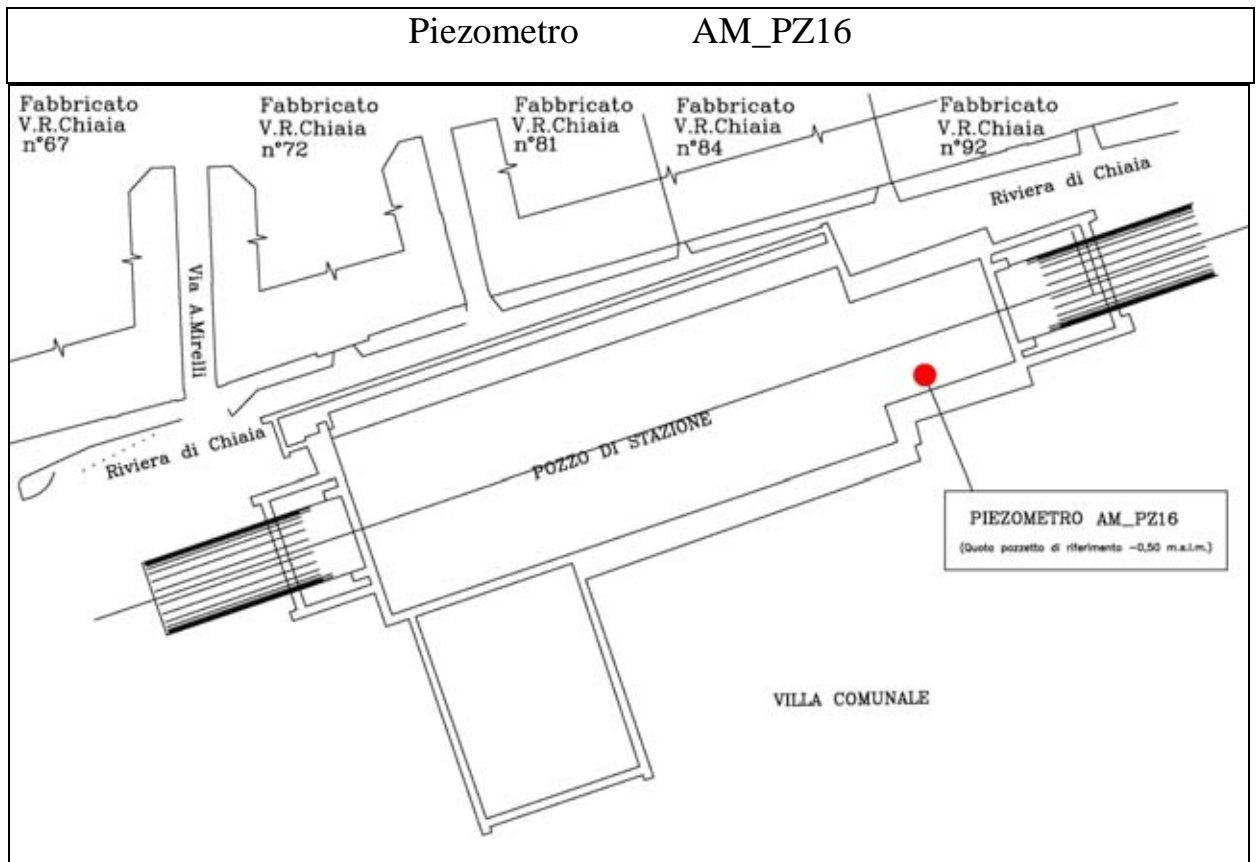 Piezometro AM_PZ16
Fabbricato
V.R.Chiaia
n°67
Fabbricato
V.R.Chiaia
n°72
Fabbricato
V.R.Chiaia
n°81
Fabbricato
V.R.Chiaia
n°84
Fabbricato
V.R.Chiaia
n°92
Riviera di Chiaia
Via A.Mirelli
Riviera di Chiaia
POZZO DI STAZIONE
PIEZOMETRO AM_PZ16
(Quota pozzetto di riferimento -0,50 m.s.l.m.)
VILLA COMUNALE